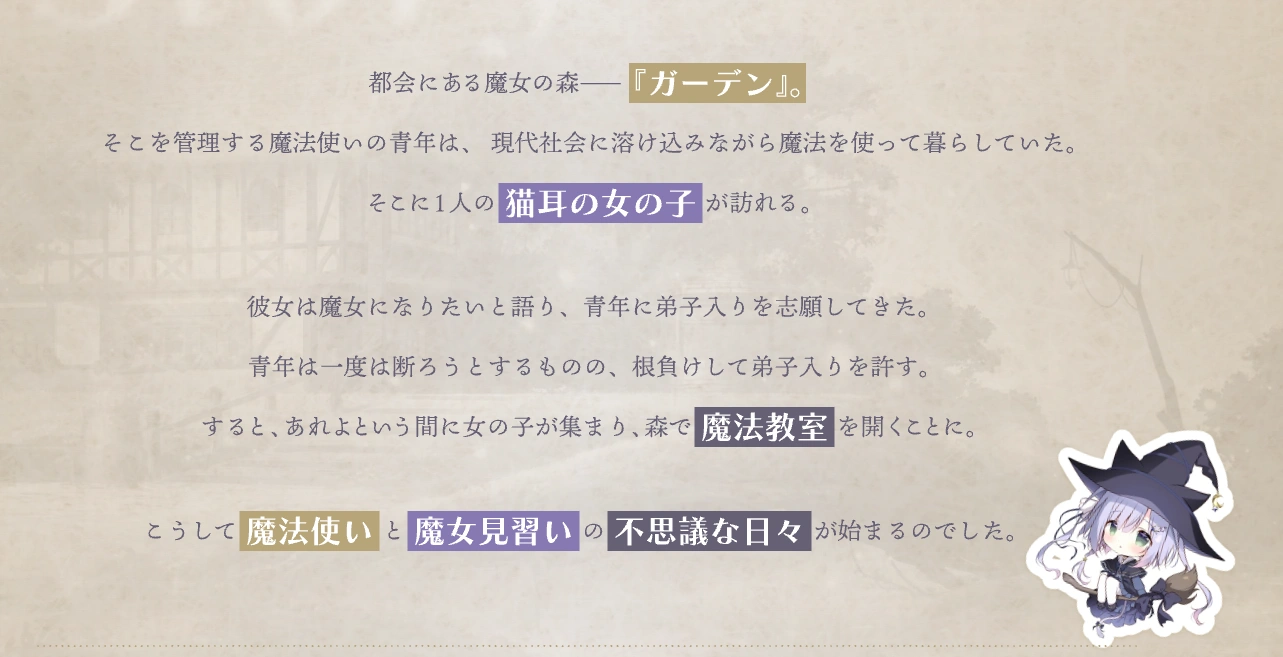 都会にある魔女の森――『ガーデン』。
そこを管理する魔法使いの青年は、 現代社会に溶け込みながら魔法を使って暮らしていた。
そこに1人の猫耳の女の子が訪れる。
彼女は魔女になりたいと語り、青年に弟子入りを志願してきた。
青年は一度は断ろうとするものの、根負けして弟子入りを許す。
すると、あれよという間に女の子が集まり、森で魔法教室を開くことに。
こうして魔法使いと魔女見習いの不思議な日々が始まるのでした。